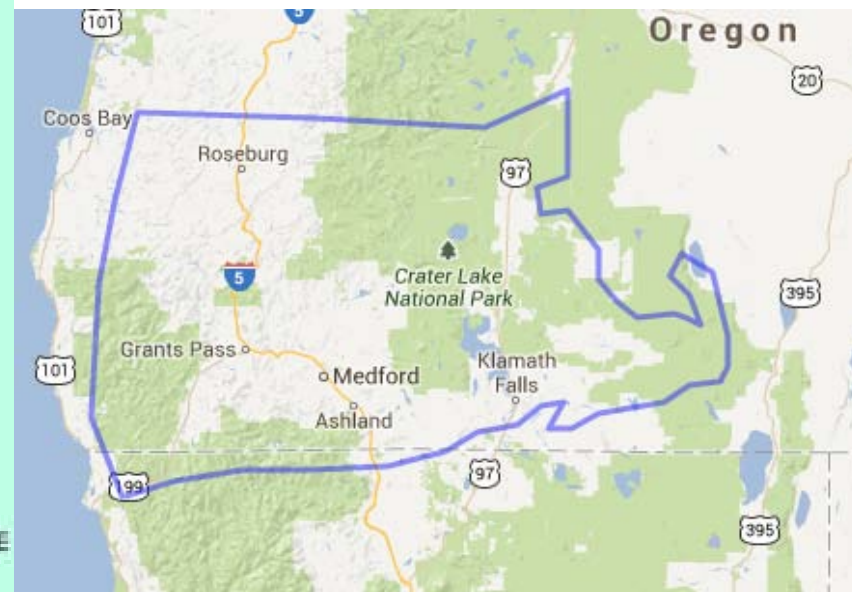 101
5
Oregon
20
Coos Bay
Roseburg
97
5
Crater Lake
National Park
395
Grants Pass
101
Medford
Klamath
Falls
Ashland
199
97
395